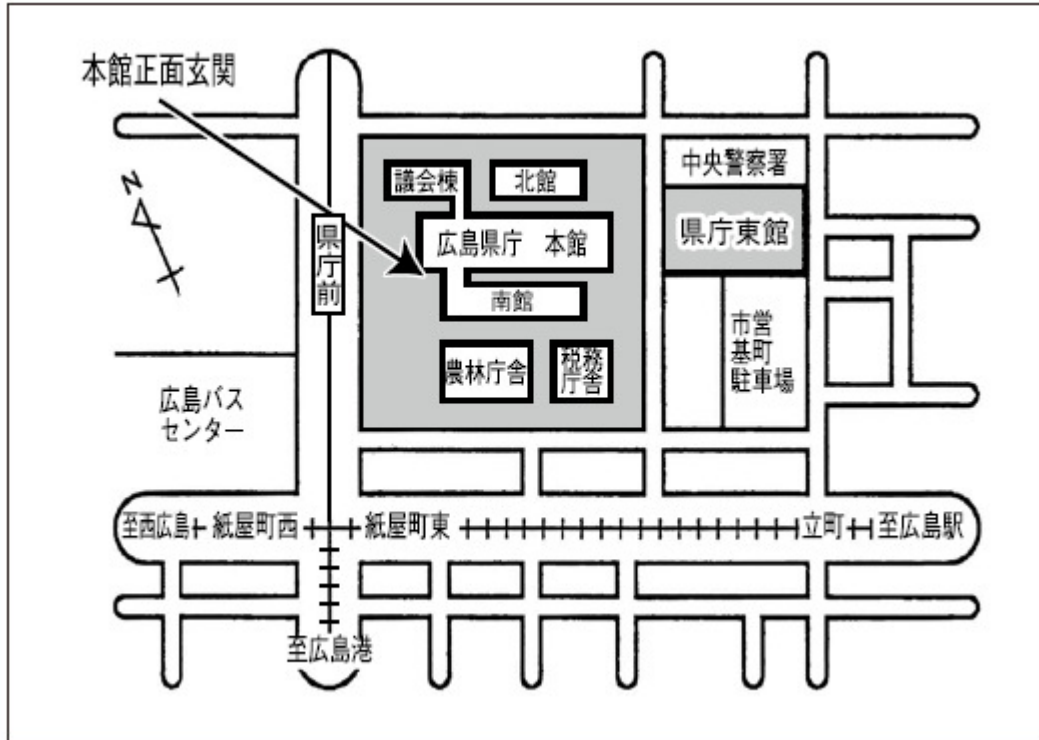 本館正面玄関
中央警察署
議会棟
北館
N
県庁東館
広島県庁　本館
県庁前
南館
市営
基町
駐車場
農林庁舎
税務
庁舎
広島バス
センター
至西広島
紙屋町西
紙屋町東
立町
至広島駅
至広島港